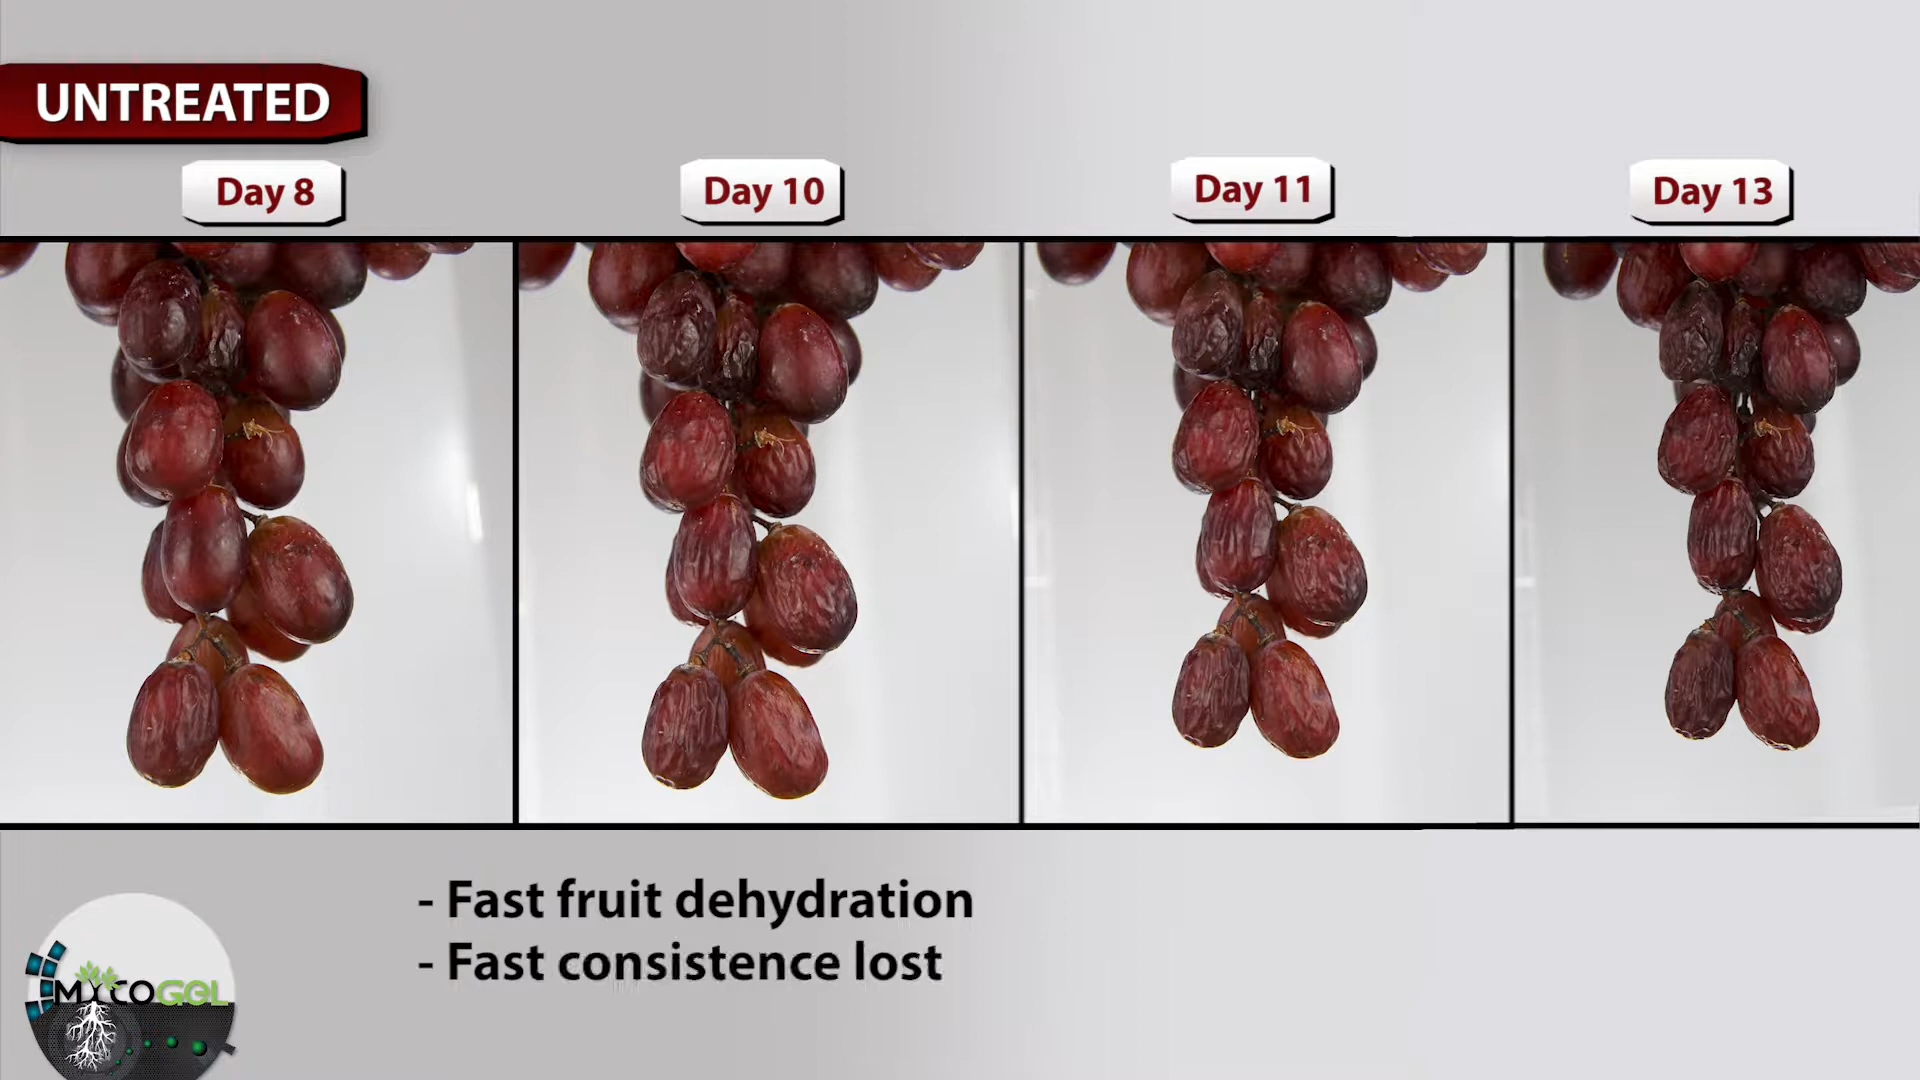 UNTREATED
Day 8
Day 10
Day 11
Day 13
- Fast fruit dehydration
- Fast consistence lost
MYCOGEL